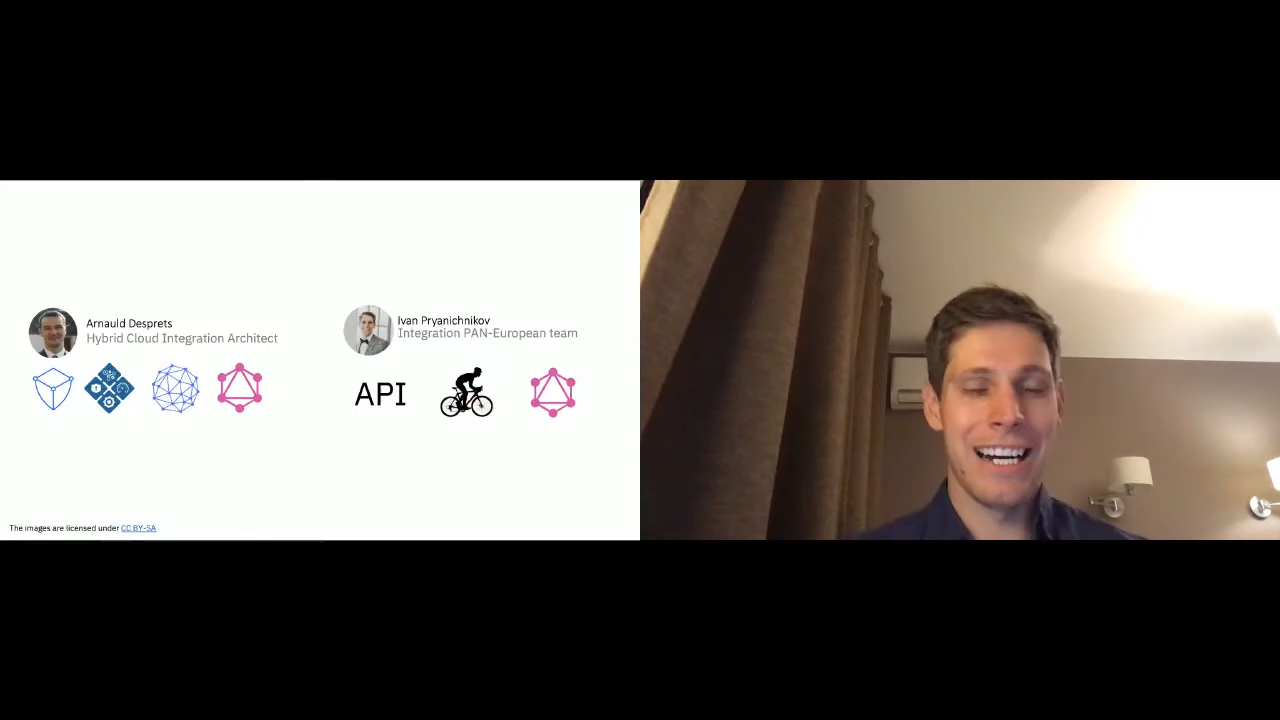 Arnauld Desprets
Hybrid Cloud Integration Architect
Ivan Pryanichnikov
Integration PAN-European team
API
The images are licensed under CC BY-SA